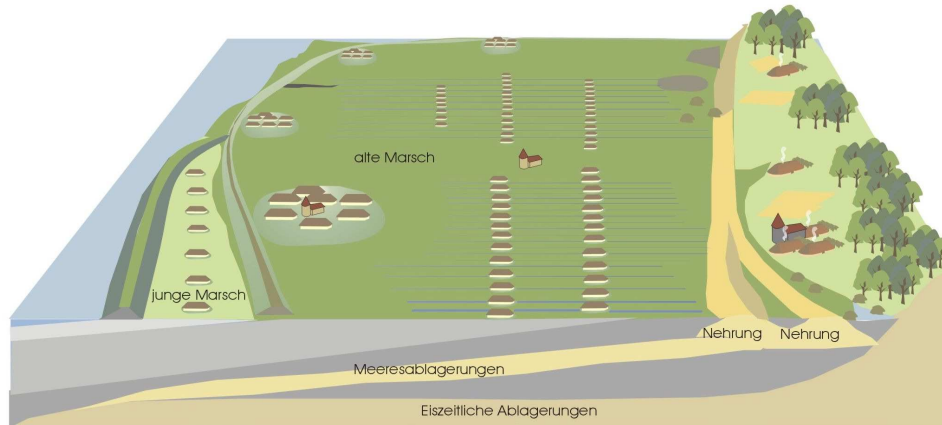 alte Marsch
junge Marsch
Nehrung Nehrung
Meeresablagerungen
Eiszeitliche Ablagerungen